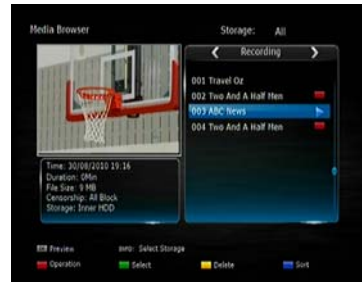 Media Browser
Storage: All
Recording
001 Travel Oz
002 Two And A Half Men
003 ABC News
004 Two And A Half Men
Time: 30/08/2010 19:16
Duration: 0Min
File Size: 9 MB
Censorship: All Block
Storage: Inner HDD
Preview
INFO: Select Storage
Operation
Select
Delete
Sort